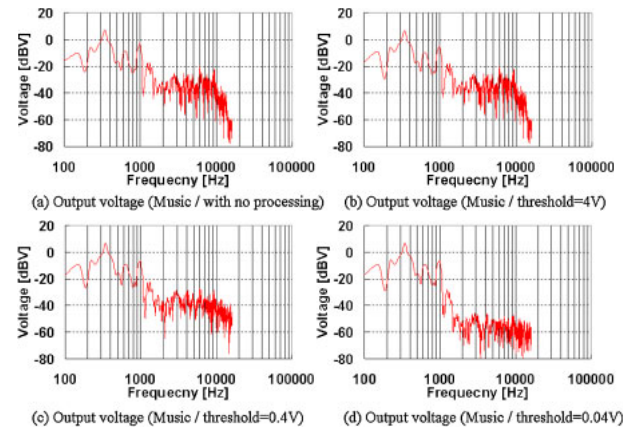 20
0
-20
-40
-60
-80
Voltage [dBV]
100 1000 10000 100000
Frequecny [Hz]
(a) Output voltage (Music / with no processing)
20
0
-20
-40
-60
-80
Voltage [dBV]
100 1000 10000 100000
Frequecny [Hz]
(b) Output voltage (Music / threshold=4V)
20
0
-20
-40
-60
-80
Voltage [dBV]
100 1000 10000 100000
Frequecny [Hz]
(c) Output voltage (Music / threshold=0.4V)
20
0
-20
-40
-60
-80
Voltage [dBV]
100 1000 10000 100000
Frequecny [Hz]
(d) Output voltage (Music / threshold=0.04V)